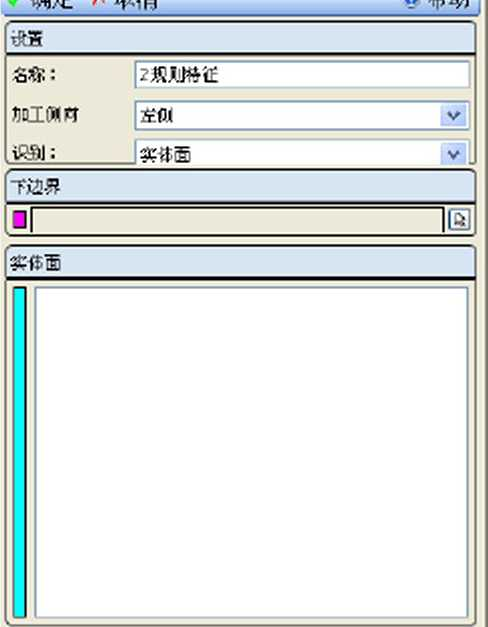 确定 取消 帮助
设置
名称： 2规则特征
加工侧向 左侧
识别： 实体面
下边界
实体面